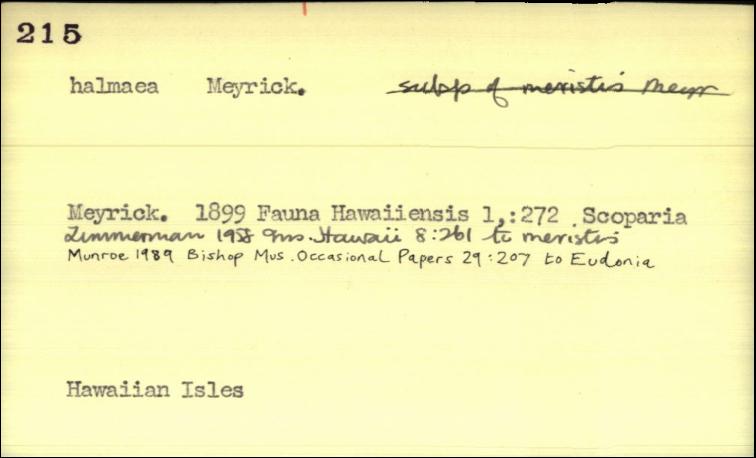 215
halmaea Meyrick. subsp of meristis Meyr
Meyrick. 1899 Fauna Hawaiiensis 1,:272 Scoparia
Zimmerman 1958 Ins. Hawaii 8:261 to meristis
Munroe 1989 Bishop Mus. Occasional Papers 29:207 to Eudonia
Hawaiian Isles